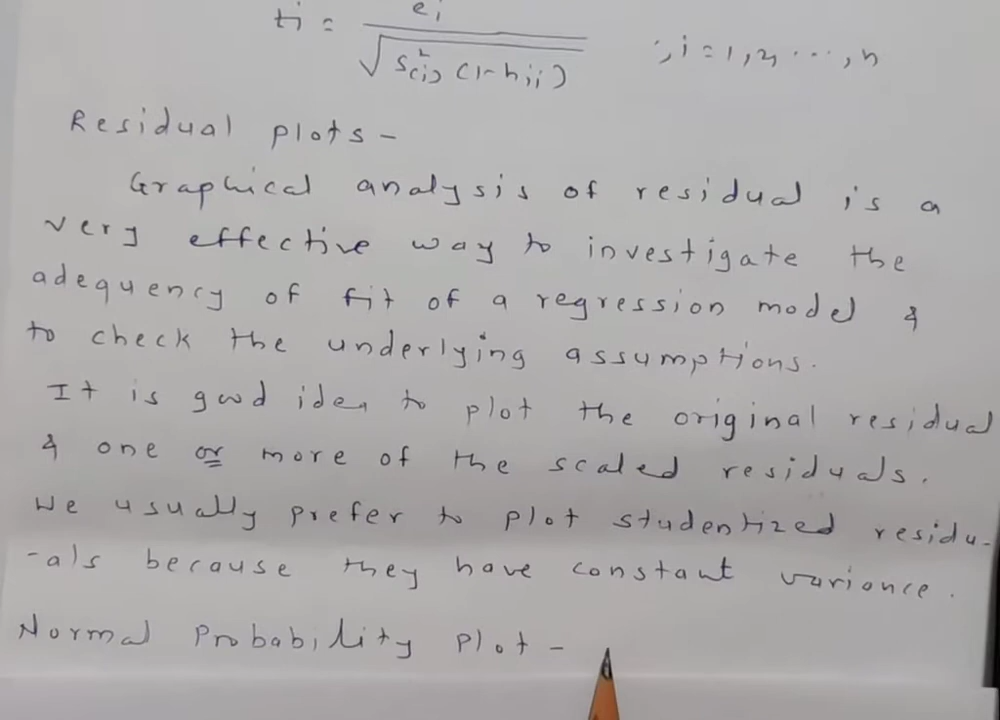 ti = ei / √(S²(i) (1-hii)) ; i = 1, 2, ..., n
Residual plots -
Graphical analysis of residual is a
very effective way to investigate the
adequency of fit of a regression model &
to check the underlying assumptions.
It is good idea to plot the original residual
& one or more of the scaled residuals.
We usually prefer to plot studentized residu-
-als because they have constant variance.
Normal Probability Plot -